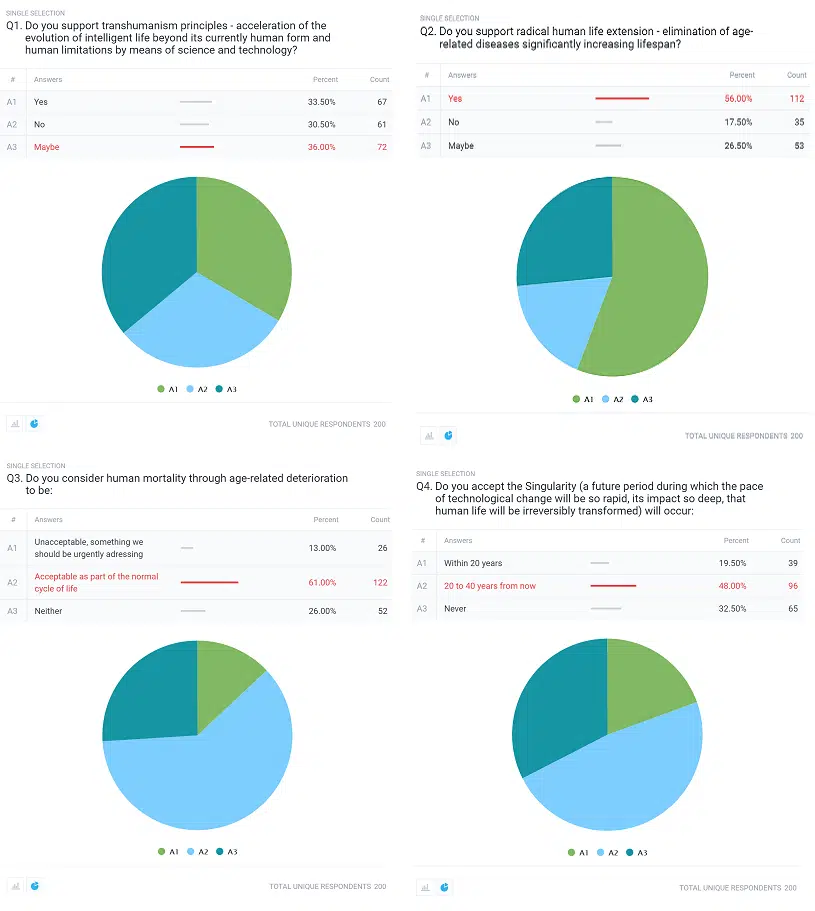 SINGLE SELECTION
Q1. Do you support transhumanism principles - acceleration of the
evolution of intelligent life beyond its currently human form and
human limitations by means of science and technology?
# Answers Percent Count
A1 Yes 33.50% 67
A2 No 30.50% 61
A3 Maybe 36.00% 72
A1 A2 A3
TOTAL UNIQUE RESPONDENTS 200
SINGLE SELECTION
Q2. Do you support radical human life extension - elimination of age-
related diseases significantly increasing lifespan?
# Answers Percent Count
A1 Yes 56.00% 112
A2 No 17.50% 35
A3 Maybe 26.50% 53
A1 A2 A3
TOTAL UNIQUE RESPONDENTS 200
SINGLE SELECTION
Q3. Do you consider human mortality through age-related deterioration
to be:
# Answers Percent Count
Unacceptable, something we
A1 should be urgently adressing 13.00% 26
Acceptable as part of the normal
A2 cycle of life 61.00% 122
A3 Neither 26.00% 52
A1 A2 A3
TOTAL UNIQUE RESPONDENTS 200
SINGLE SELECTION
Q4. Do you accept the Singularity (a future period during which the pace
of technological change will be so rapid, its impact so deep, that
human life will be irreversibly transformed) will occur:
# Answers Percent Count
A1 Within 20 years 19.50% 39
A2 20 to 40 years from now 48.00% 96
A3 Never 32.50% 65
A1 A2 A3
TOTAL UNIQUE RESPONDENTS 200